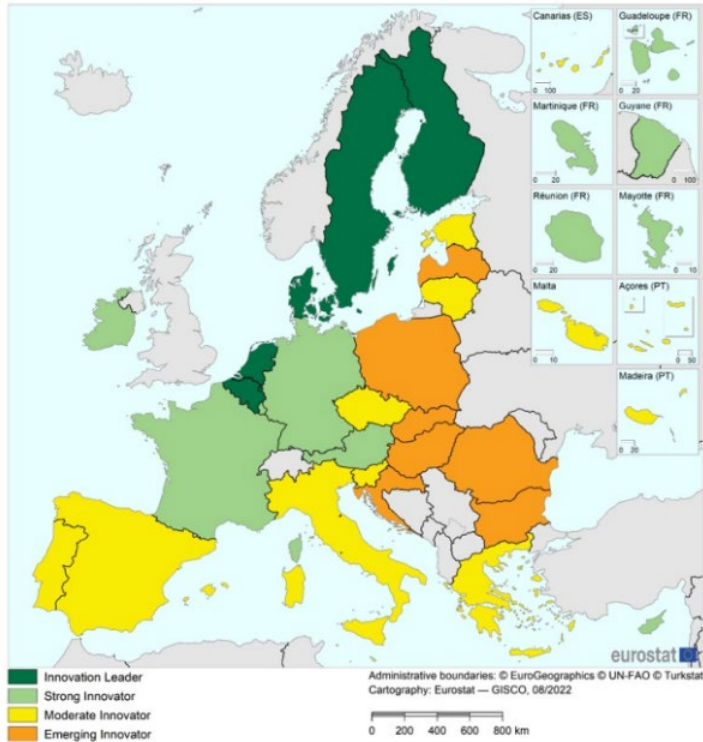 Canarias (ES)
0 100
Guadeloupe (FR)
0 20
Martinique (FR)
0 20
Guyane (FR)
0 100
Réunion (FR)
0 20
Mayotte (FR)
0 10
Malta
0 10
Açores (PT)
0 50
Madeira (PT)
0 20
eurostat
Innovation Leader
Strong Innovator
Moderate Innovator
Emerging Innovator
Administrative boundaries: © EuroGeographics © UN-FAO © Turkstat
Cartography: Eurostat — GISCO, 08/2022
0 200 400 600 800 km